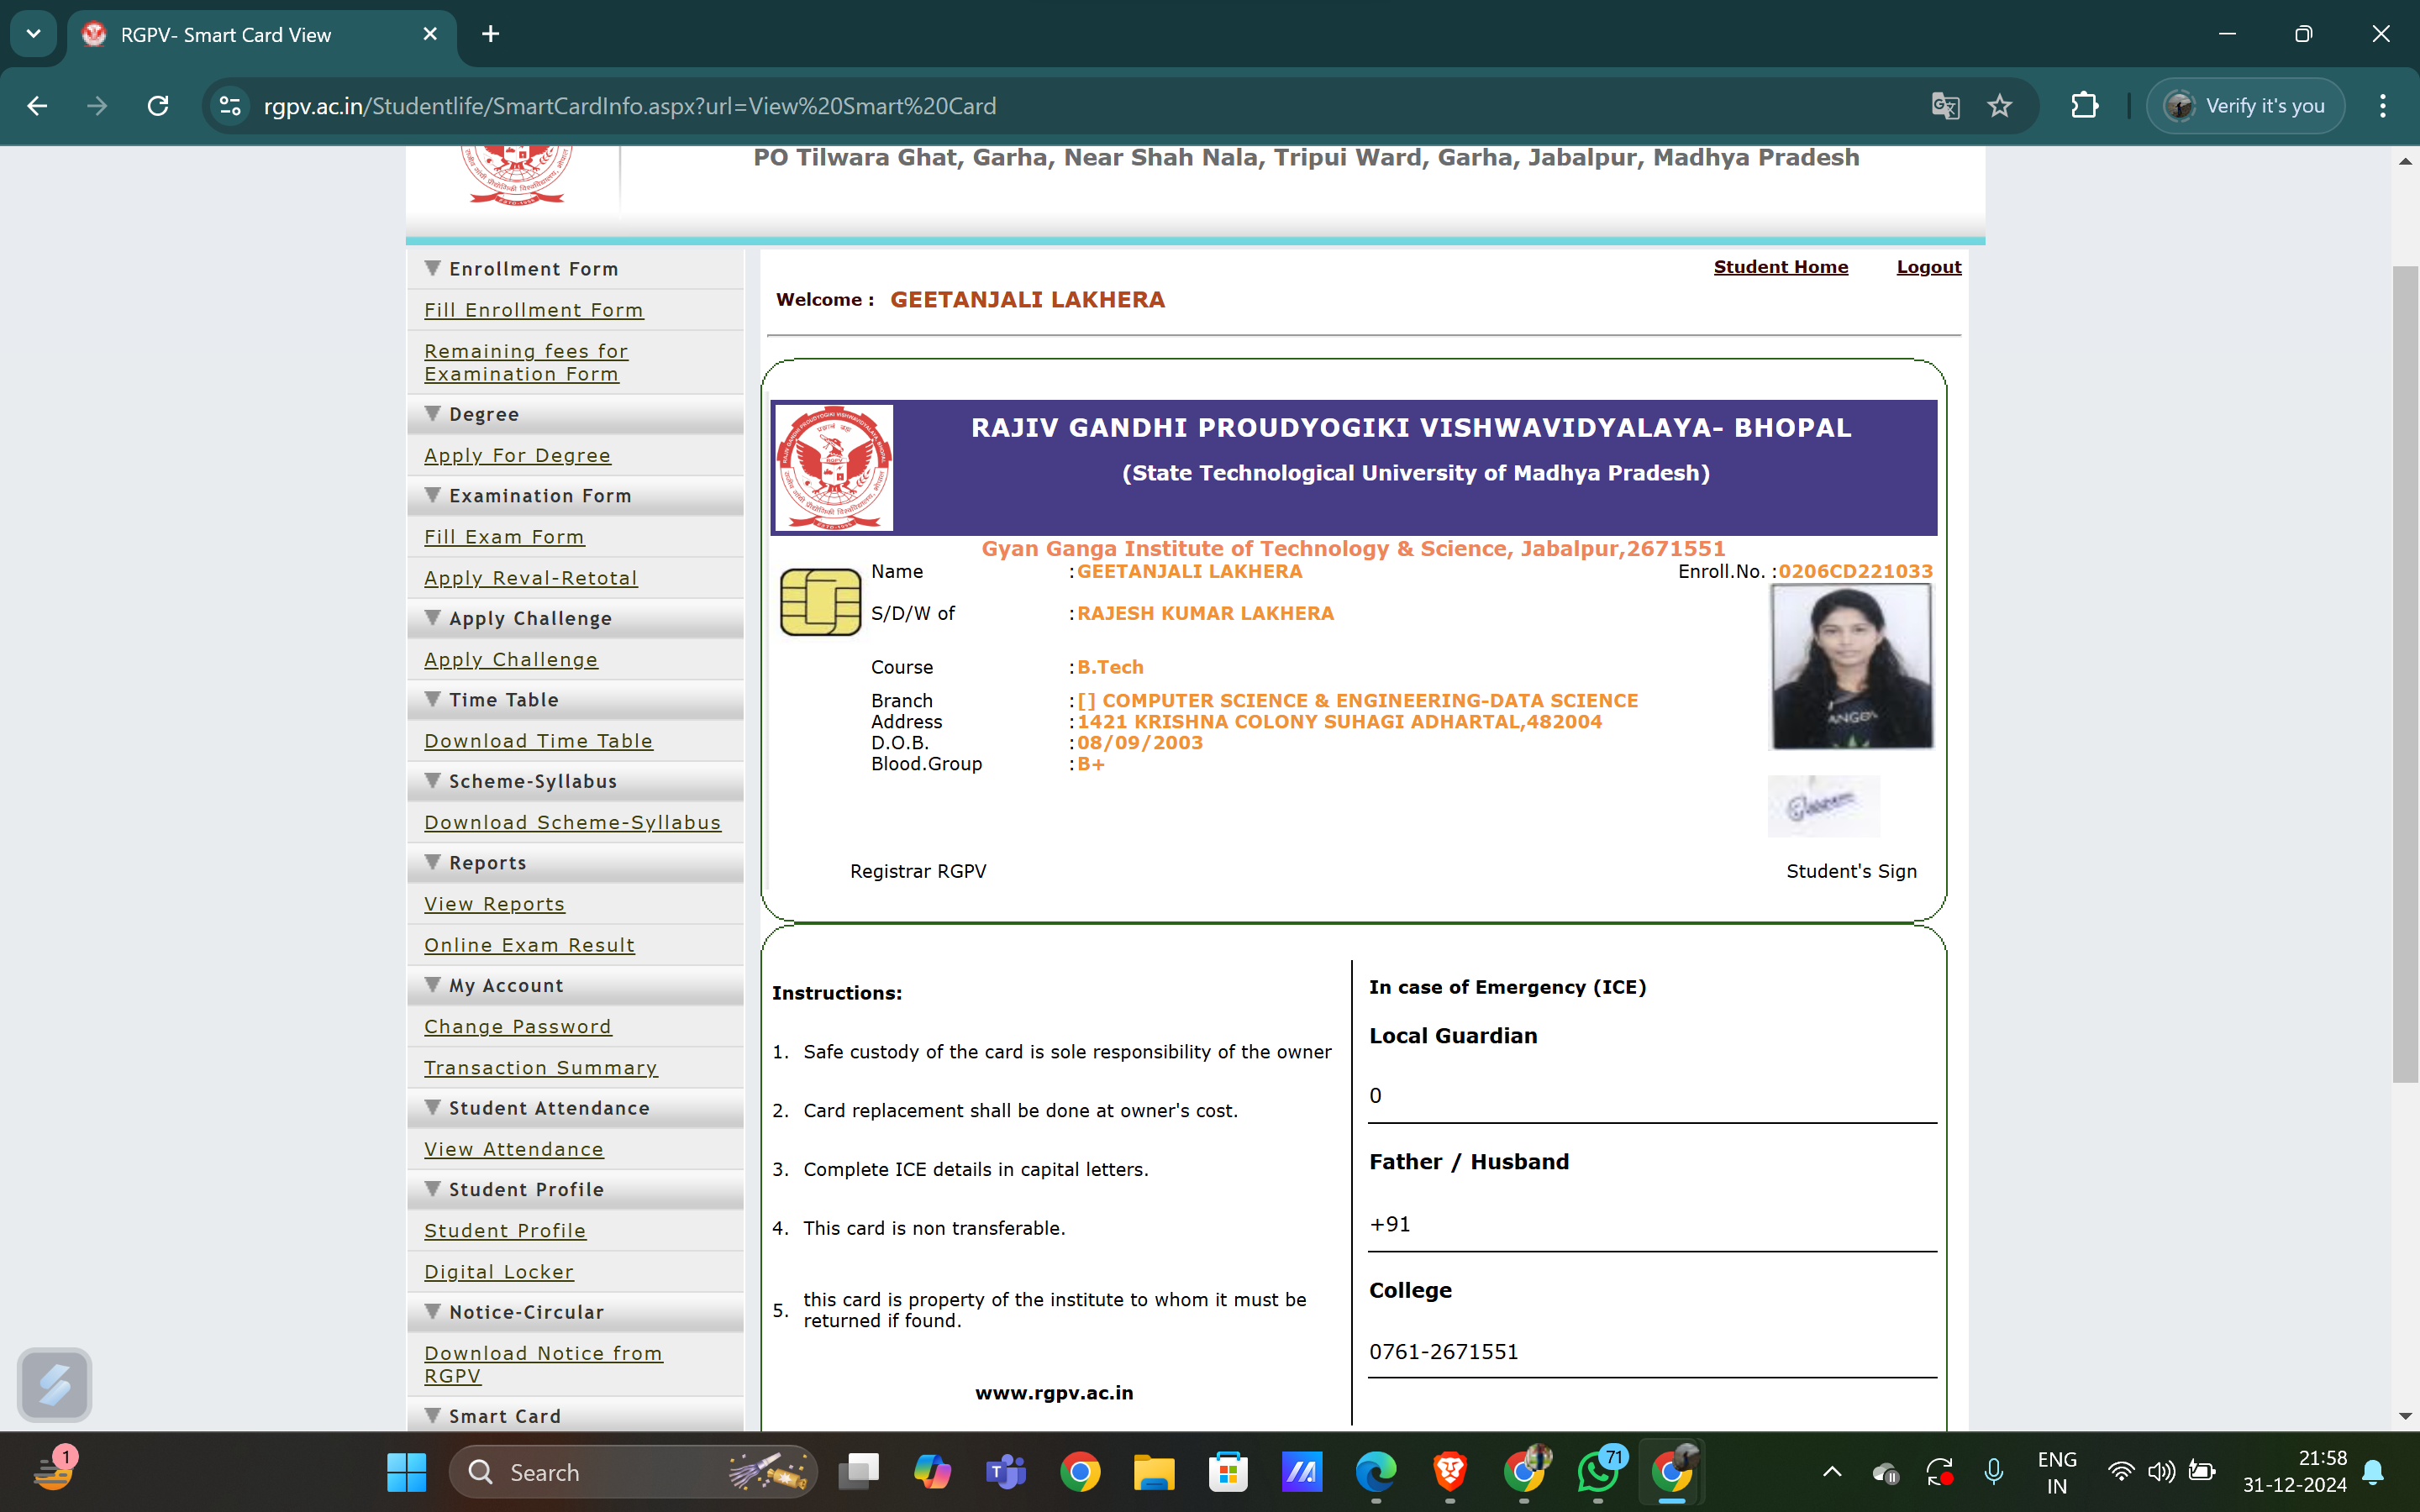 RGPV- Smart Card View
rgpv.ac.in/Studentlife/SmartCardInfo.aspx?url=View%20Smart%20Card
Verify it's you
PO Tilwara Ghat, Garha, Near Shah Nala, Tripui Ward, Garha, Jabalpur, Madhya Pradesh
Enrollment Form
Fill Enrollment Form
Remaining fees for
Examination Form
Degree
Apply For Degree
Examination Form
Fill Exam Form
Apply Reval-Retotal
Apply Challenge
Apply Challenge
Time Table
Download Time Table
Scheme-Syllabus
Download Scheme-Syllabus
Reports
View Reports
Online Exam Result
My Account
Change Password
Transaction Summary
Student Attendance
View Attendance
Student Profile
Student Profile
Digital Locker
Notice-Circular
Download Notice from
RGPV
Smart Card
Student Home Logout
Welcome : GEETANJALI LAKHERA
RAJIV GANDHI PROUDYOGIKI VISHWAVIDYALAYA- BHOPAL
(State Technological University of Madhya Pradesh)
Gyan Ganga Institute of Technology & Science, Jabalpur,2671551
Name :GEETANJALI LAKHERA Enroll.No. :0206CD221033
S/D/W of :RAJESH KUMAR LAKHERA
Course :B.Tech
Branch :[] COMPUTER SCIENCE & ENGINEERING-DATA SCIENCE
Address :1421 KRISHNA COLONY SUHAGI ADHARTAL,482004
D.O.B. :08/09/2003
Blood.Group :B+
Registrar RGPV Student's Sign
Instructions:
1. Safe custody of the card is sole responsibility of the owner
2. Card replacement shall be done at owner's cost.
3. Complete ICE details in capital letters.
4. This card is non transferable.
5. this card is property of the institute to whom it must be
returned if found.
www.rgpv.ac.in
In case of Emergency (ICE)
Local Guardian
0
Father / Husband
+91
College
0761-2671551
1
Search
71
ENG
IN
21:58
31-12-2024